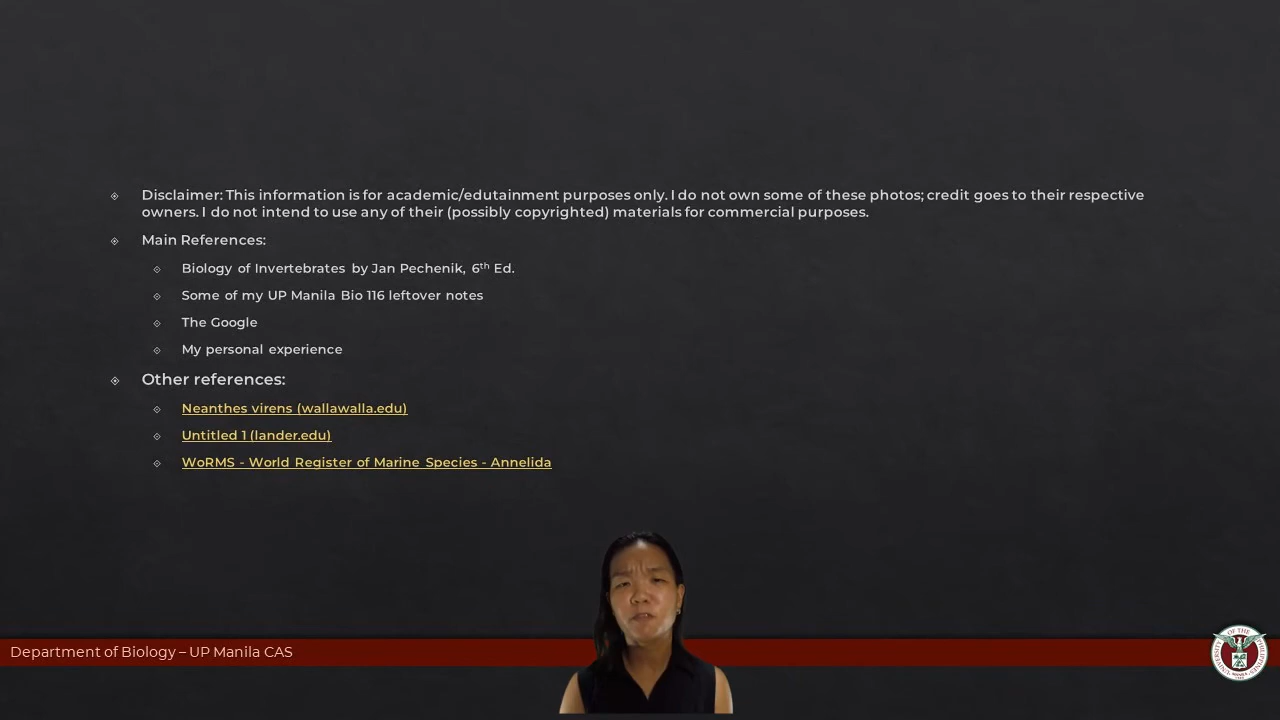 Disclaimer: This information is for academic/edutainment purposes only. I do not own some of these photos; credit goes to their respective
owners. I do not intend to use any of their (possibly copyrighted) materials for commercial purposes.
Main References:
Biology of Invertebrates by Jan Pechenik, 6th Ed.
Some of my UP Manila Bio 116 leftover notes
The Google
My personal experience
Other references:
Neanthes virens (wallawalla.edu)
Untitled 1 (lander.edu)
WoRMS - World Register of Marine Species - Annelida
Department of Biology – UP Manila CAS